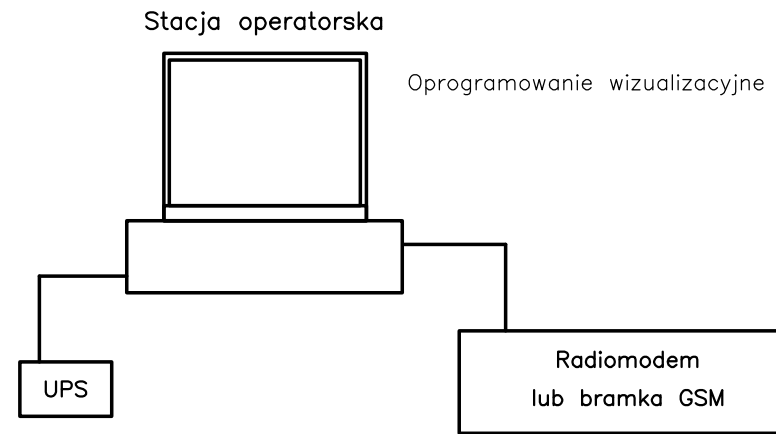 Stacja operatorska
Oprogramowanie wizualizacyjne
UPS
Radiomodem
lub bramka GSM